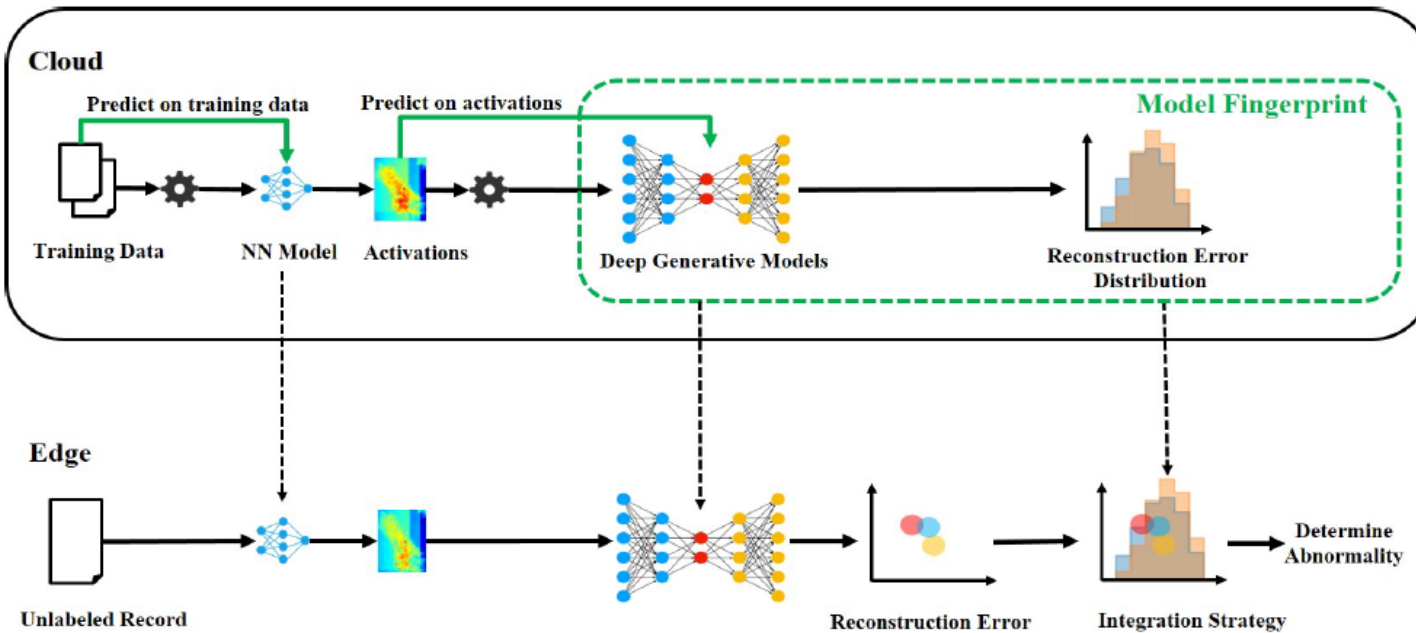 Cloud
Predict on training data
Predict on activations
Model Fingerprint
Training Data
NN Model
Activations
Deep Generative Models
Reconstruction Error
Distribution
Edge
Determine
Abnormality
Unlabeled Record
Reconstruction Error
Integration Strategy